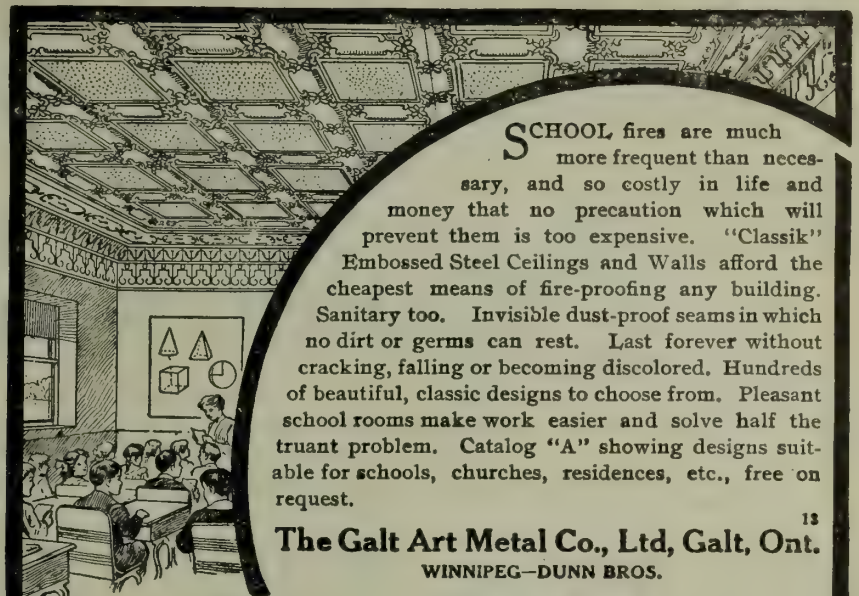 SCHOOL fires are much
more frequent than neces-
sary, and so costly in life and
money that no precaution which will
prevent them is too expensive. "Classik"
Embossed Steel Ceilings and Walls afford the
cheapest means of fire-proofing any building.
Sanitary too. Invisible dust-proof seams in which
no dirt or germs can rest. Last forever without
cracking, falling or becoming discolored. Hundreds
of beautiful, classic designs to choose from. Pleasant
school rooms make work easier and solve half the
truant problem. Catalog "A" showing designs suit-
able for schools, churches, residences, etc., free on
request.
13
The Galt Art Metal Co., Ltd, Galt, Ont.
WINNIPEG—DUNN BROS.